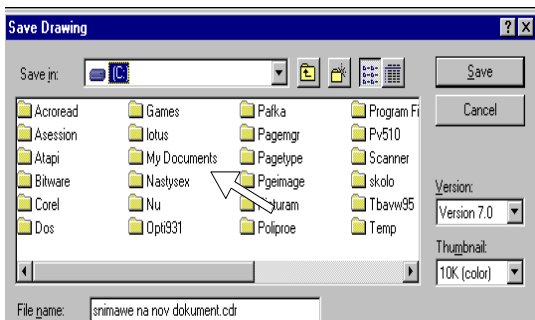 Save Drawing
Save in: (C:
Save
Cancel
Acroread Games Pafka Program Fi
Asession lotus Pagemgr Pv510
Atapi My Documents Pagetype Scanner
Bitware Nastysex Pgeimage skolo
Corel Nu Tbavw95
Dos Opti931 Poliproe Temp
Version:
Version 7.0
Thumbnail:
10K (color)
File name: snimawe na nov dokument.cdr